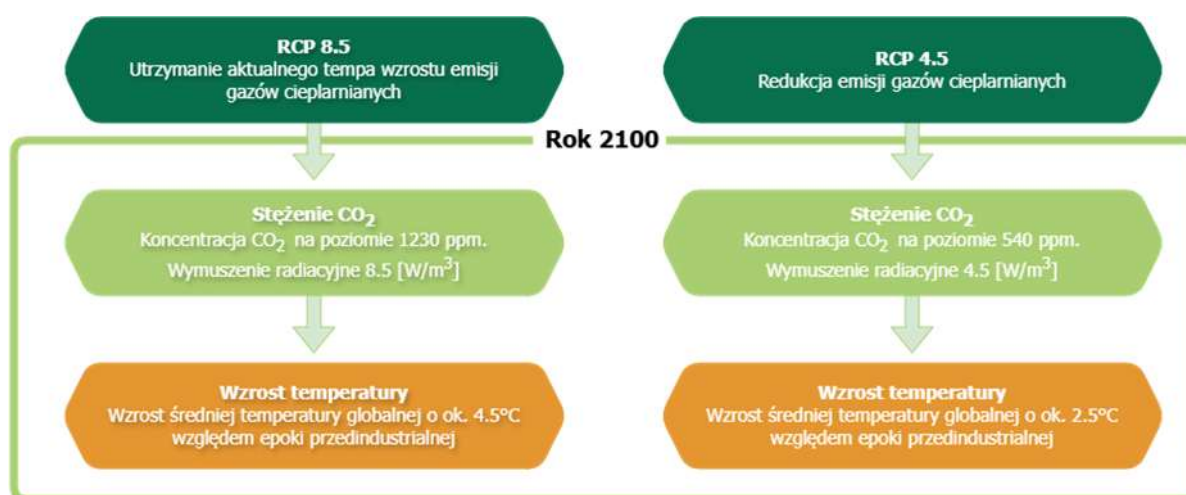 RCP 8.5
Utrzymanie aktualnego tempa wzrostu emisji
gazów cieplarnianych
RCP 4.5
Redukcja emisji gazów cieplarnianych
Rok 2100
Stężenie CO₂
Koncentracja CO₂ na poziomie 1230 ppm.
Wymuszenie radiacyjne 8.5 [W/m³]
Stężenie CO₂
Koncentracja CO₂ na poziomie 540 ppm.
Wymuszenie radiacyjne 4.5 [W/m³]
Wzrost temperatury
Wzrost średniej temperatury globalnej o ok. 4.5°C
względem epoki przedindustrialnej
Wzrost temperatury
Wzrost średniej temperatury globalnej o ok. 2.5°C
względem epoki przedindustrialnej